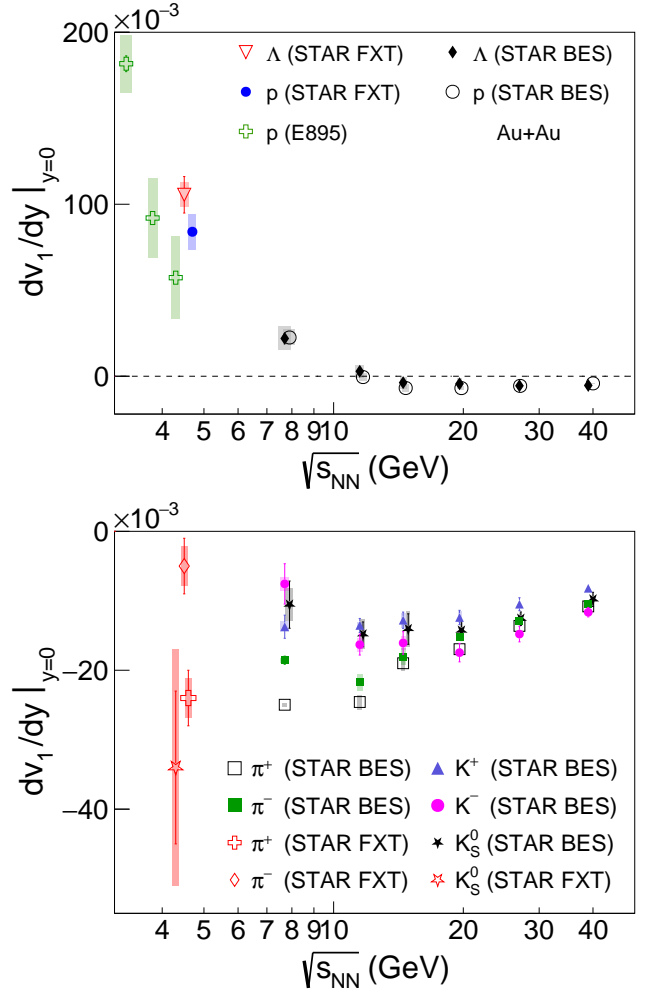 ×10⁻³
200
Λ (STAR FXT) Λ (STAR BES)
p (STAR FXT) p (STAR BES)
p (E895) Au+Au
100
0
dv₁/dy|y=0
4 5 6 7 8 9 10 20 30 40
√sNN (GeV)
×10⁻³
0
−20
−40
dv₁/dy|y=0
π⁺ (STAR BES) K⁺ (STAR BES)
π⁻ (STAR BES) K⁻ (STAR BES)
π⁺ (STAR FXT) K⁰S (STAR BES)
π⁻ (STAR FXT) K⁰S (STAR FXT)
4 5 6 7 8 9 10 20 30 40
√sNN (GeV)